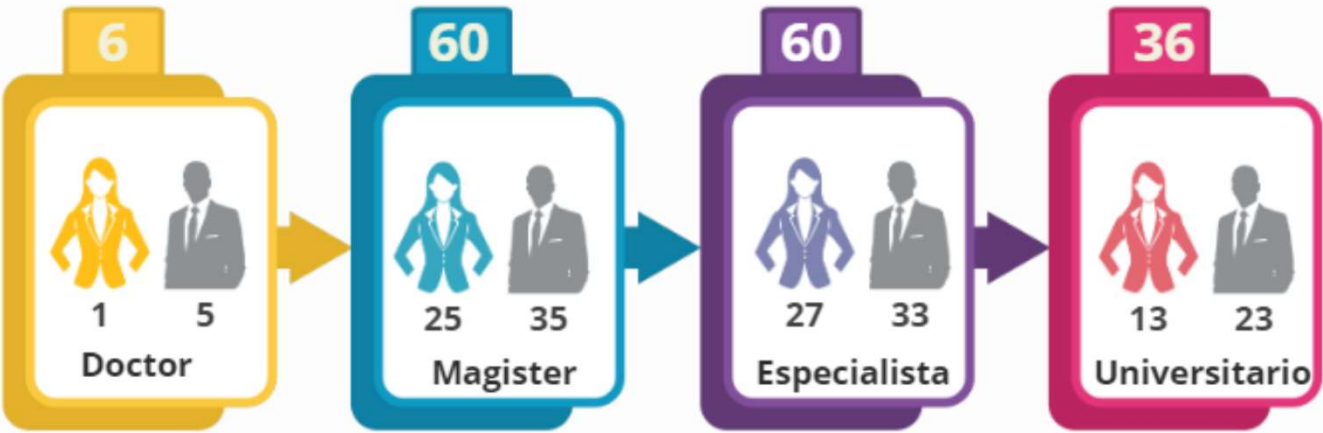 6
1 5
Doctor
60
25 35
Magister
60
27 33
Especialista
36
13 23
Universitario